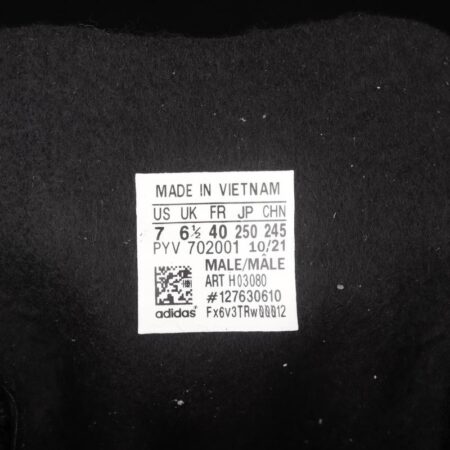 MADE IN VIETNAM
US UK FR JP CHN
7 6½ 40 250 245
PYV 702001 10/21
MALE/MÂLE
ART H03080
#127630610
adidas Fx6v3TRw00012